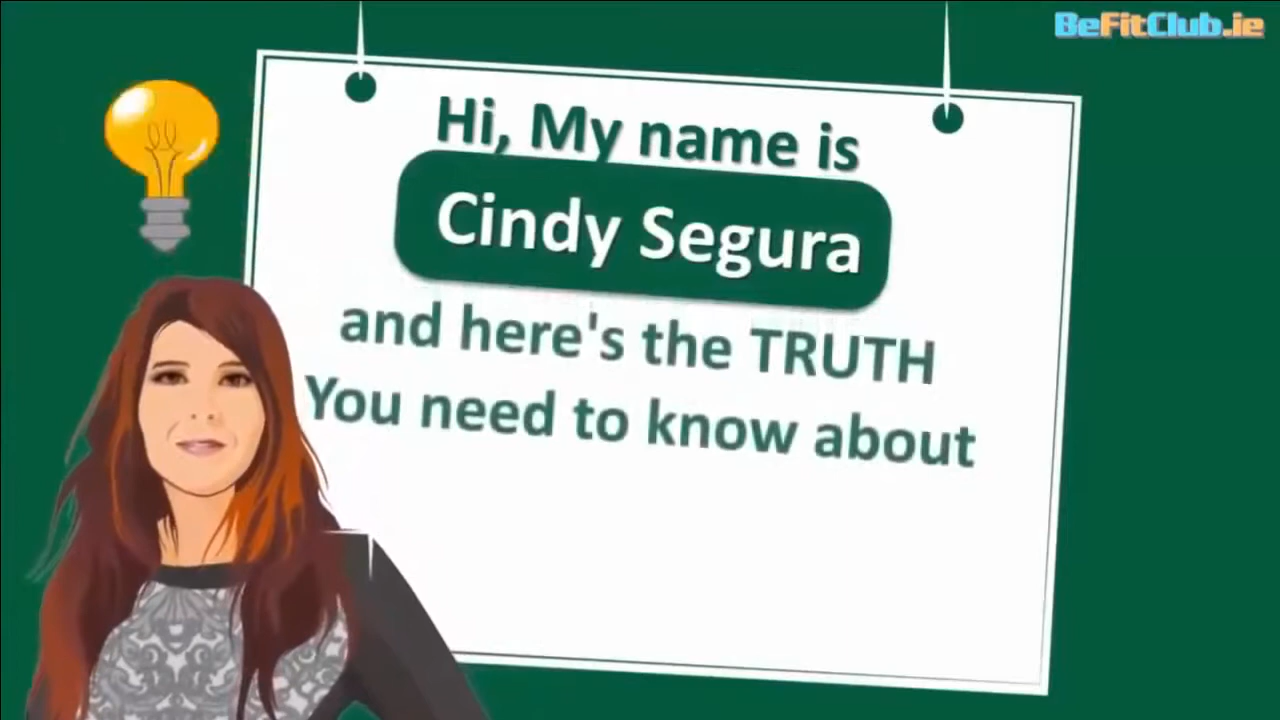 BeFitClub.ie
Hi, My name is
Cindy Segura
and here's the TRUTH
You need to know about